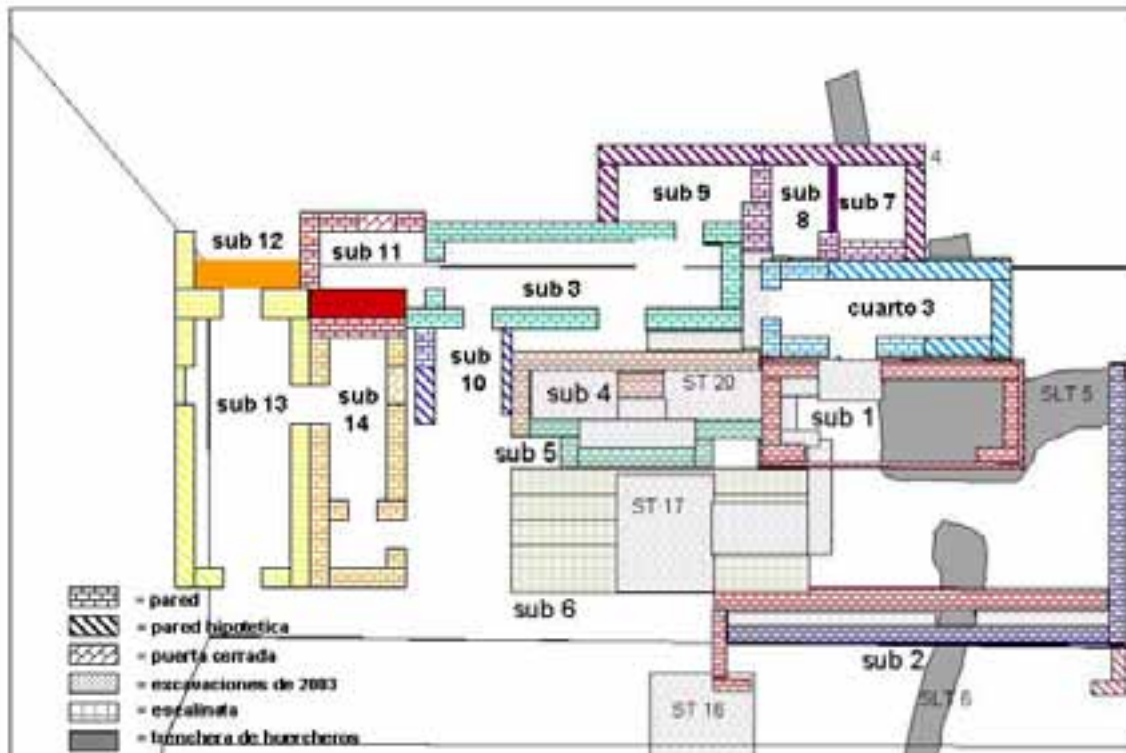 4
sub 9
sub 8
sub 7
sub 12
sub 11
sub 3
cuarto 3
sub 10
sub 4
ST 20
sub 1
SLT 5
sub 13
sub 14
sub 5
ST 17
sub 6
sub 2
ST 16
SLT 6
= pared
= pared hipotetica
= puerta cerrada
= excavaciones de 2003
= escalinata
= trenchera de huercheros